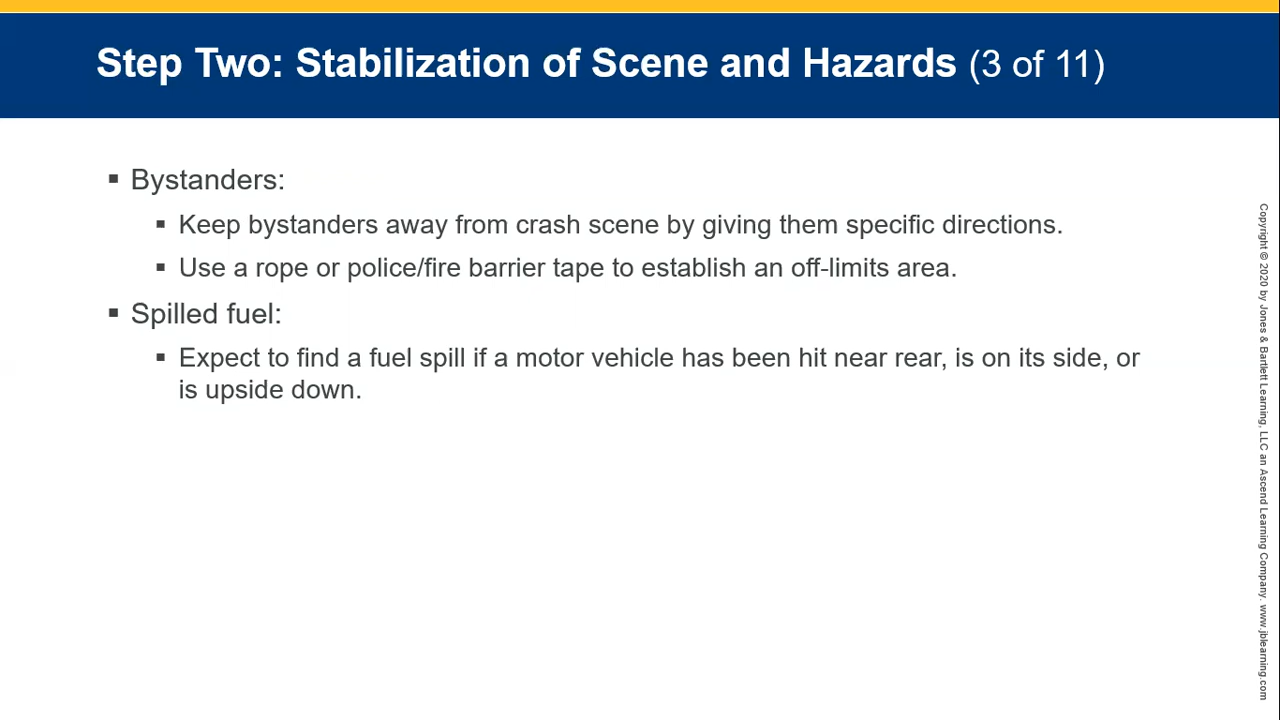 Step Two: Stabilization of Scene and Hazards (3 of 11)
▪ Bystanders:
▪ Keep bystanders away from crash scene by giving them specific directions.
▪ Use a rope or police/fire barrier tape to establish an off-limits area.
▪ Spilled fuel:
▪ Expect to find a fuel spill if a motor vehicle has been hit near rear, is on its side, or
is upside down.
Copyright © 2020 by Jones & Bartlett Learning, LLC an Ascend Learning Company. www.jblearning.com